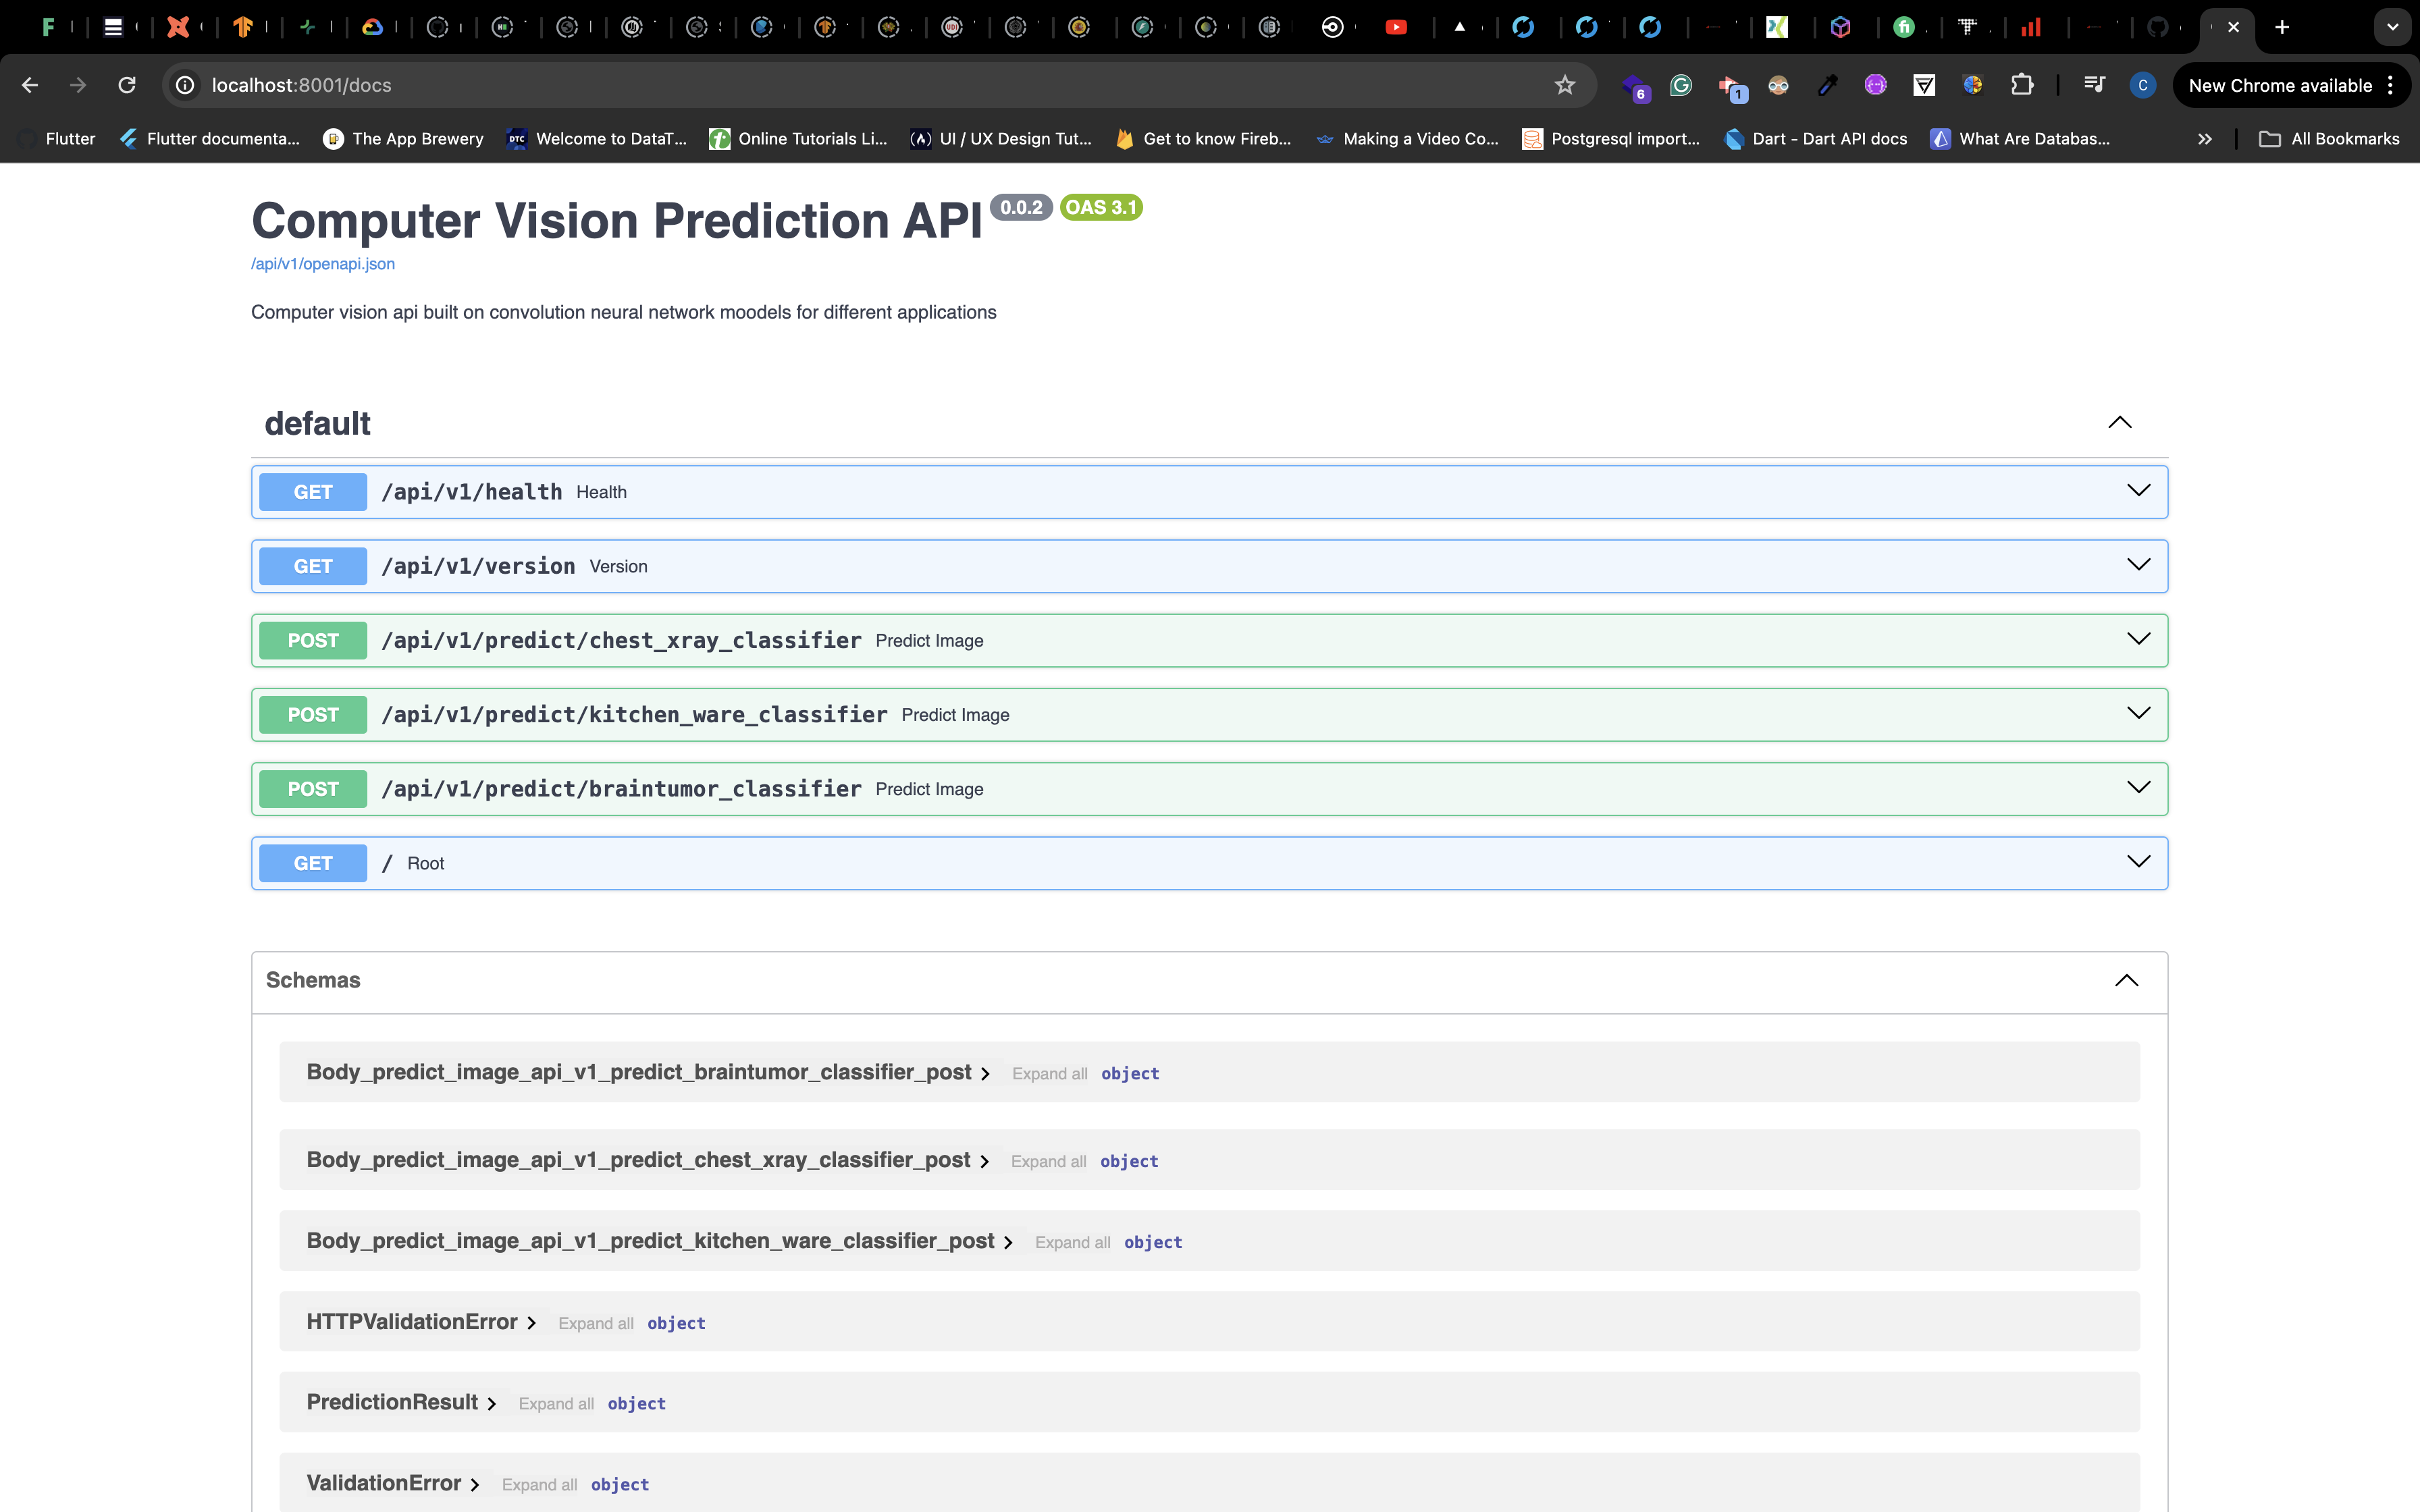 localhost:8001/docs
6
1
C
New Chrome available
Flutter
Flutter documenta...
The App Brewery
DTC
Welcome to DataT...
Online Tutorials Li...
UI / UX Design Tut...
Get to know Fireb...
Making a Video Co...
Postgresql import...
Dart - Dart API docs
What Are Databas...
All Bookmarks
Computer Vision Prediction API 0.0.2 OAS 3.1
/api/v1/openapi.json
Computer vision api built on convolution neural network moodels for different applications
default
GET /api/v1/health Health
GET /api/v1/version Version
POST /api/v1/predict/chest_xray_classifier Predict Image
POST /api/v1/predict/kitchen_ware_classifier Predict Image
POST /api/v1/predict/braintumor_classifier Predict Image
GET / Root
Schemas
Body_predict_image_api_v1_predict_braintumor_classifier_post Expand all object
Body_predict_image_api_v1_predict_chest_xray_classifier_post Expand all object
Body_predict_image_api_v1_predict_kitchen_ware_classifier_post Expand all object
HTTPValidationError Expand all object
PredictionResult Expand all object
ValidationError Expand all object